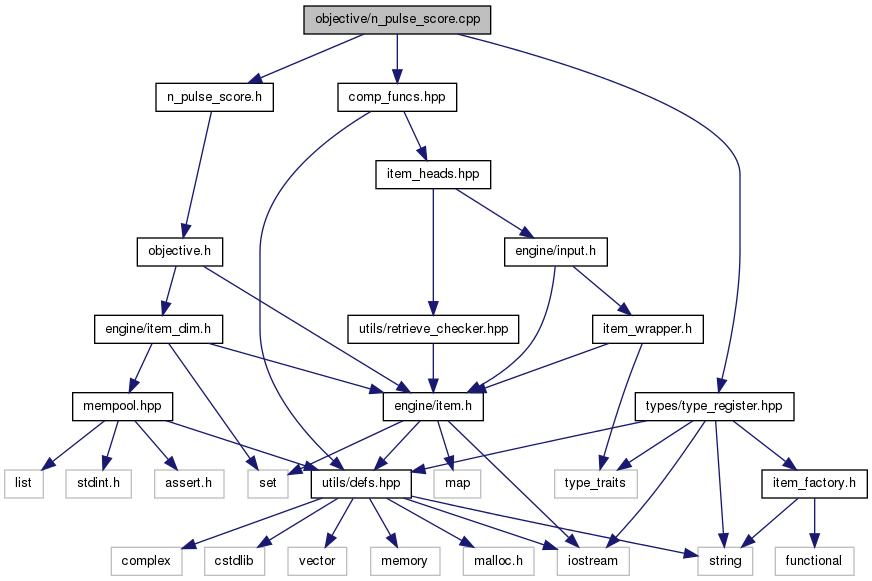 objective/n_pulse_score.cpp
n_pulse_score.h
comp_funcs.hpp
item_heads.hpp
objective.h
engine/input.h
engine/item_dim.h
utils/retrieve_checker.hpp
item_wrapper.h
mempool.hpp
engine/item.h
types/type_register.hpp
list
stdint.h
assert.h
set
utils/defs.hpp
map
type_traits
item_factory.h
complex
cstdlib
vector
memory
malloc.h
iostream
string
functional